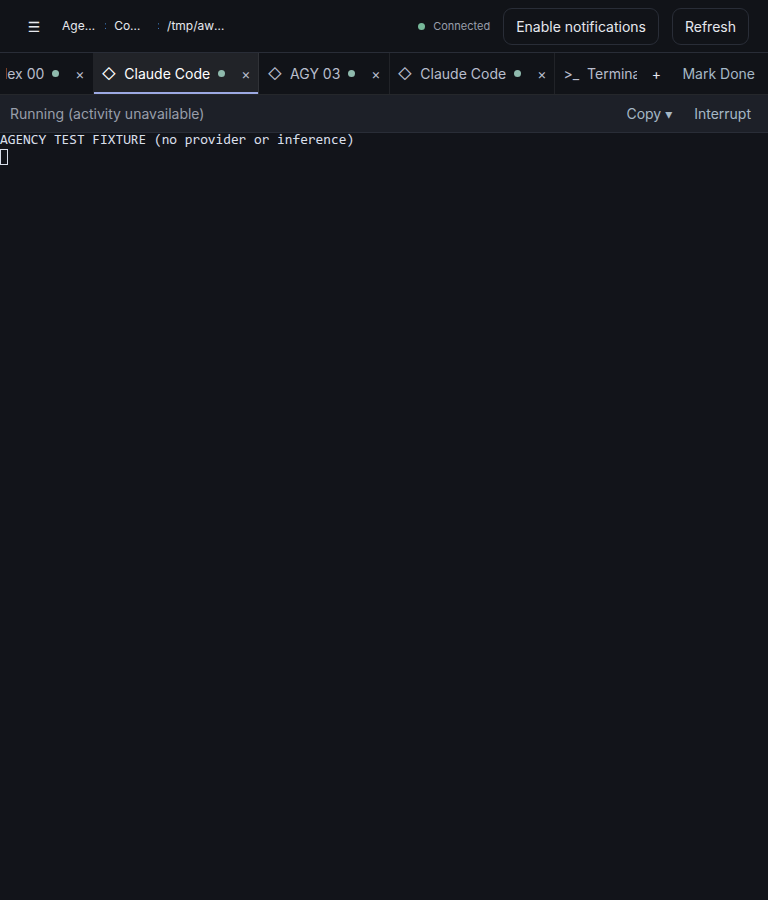 ☰ Age... : Co... : /tmp/aw... Connected Enable notifications Refresh
lex 00 × Claude Code × AGY 03 × Claude Code × >_ Termina + Mark Done
Running (activity unavailable) Copy ▾ Interrupt
AGENCY TEST FIXTURE (no provider or inference)